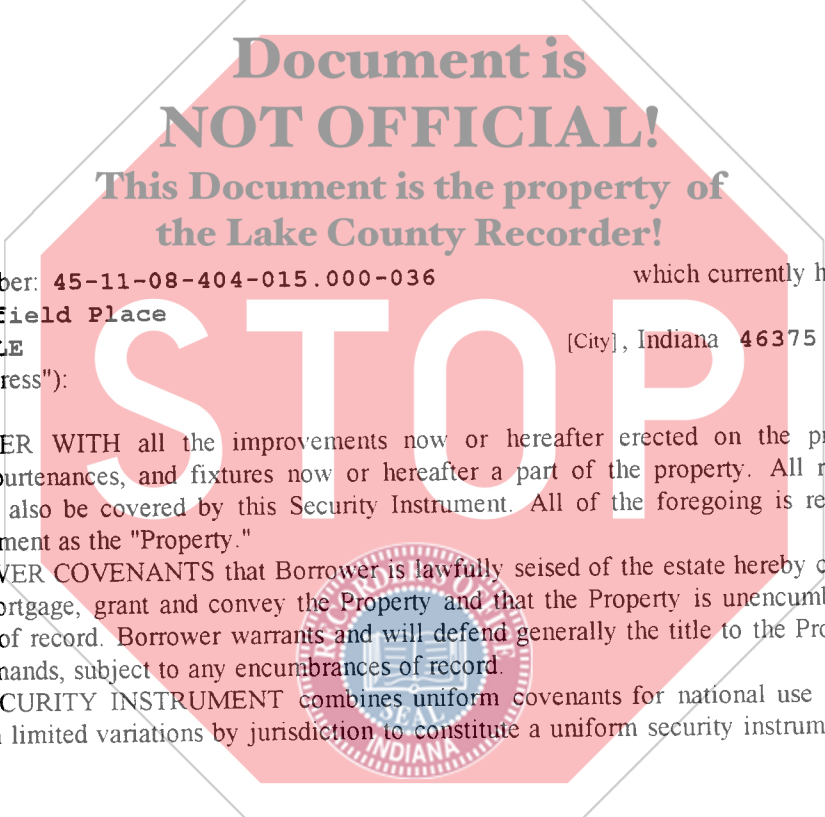 Document is
NOT OFFICIAL!
This Document is the property of
the Lake County Recorder!
ber: 45-11-08-404-015.000-036 which currently h
field Place
LE [City], Indiana 46375
ress"):
STOP
ER WITH all the improvements now or hereafter erected on the pr
purtenances, and fixtures now or hereafter a part of the property. All r
also be covered by this Security Instrument. All of the foregoing is re
ment as the "Property."
VER COVENANTS that Borrower is lawfully seised of the estate hereby c
ortgage, grant and convey the Property and that the Property is unencumb
of record. Borrower warrants and will defend generally the title to the Pro
mands, subject to any encumbrances of record.
CURITY INSTRUMENT combines uniform covenants for national use
limited variations by jurisdiction to constitute a uniform security instrum
RECORDER'S OFFICE
SEAL
INDIANA